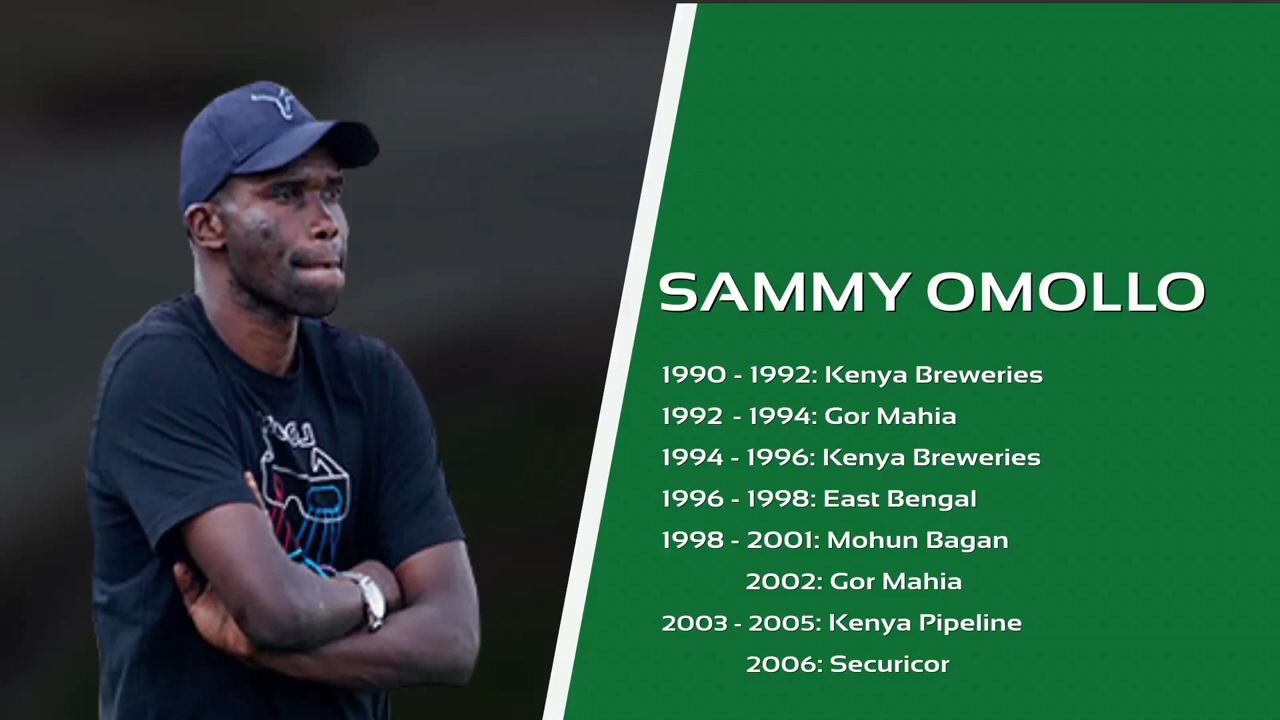 SAMMY OMOLLO
1990 - 1992: Kenya Breweries
1992 - 1994: Gor Mahia
1994 - 1996: Kenya Breweries
1996 - 1998: East Bengal
1998 - 2001: Mohun Bagan
2002: Gor Mahia
2003 - 2005: Kenya Pipeline
2006: Securicor